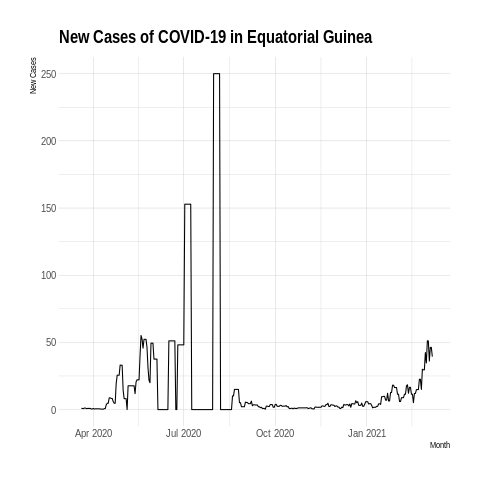 New Cases of COVID-19 in Equatorial Guinea
New Cases
250
200
150
100
50
0
Apr 2020 Jul 2020 Oct 2020 Jan 2021
Month